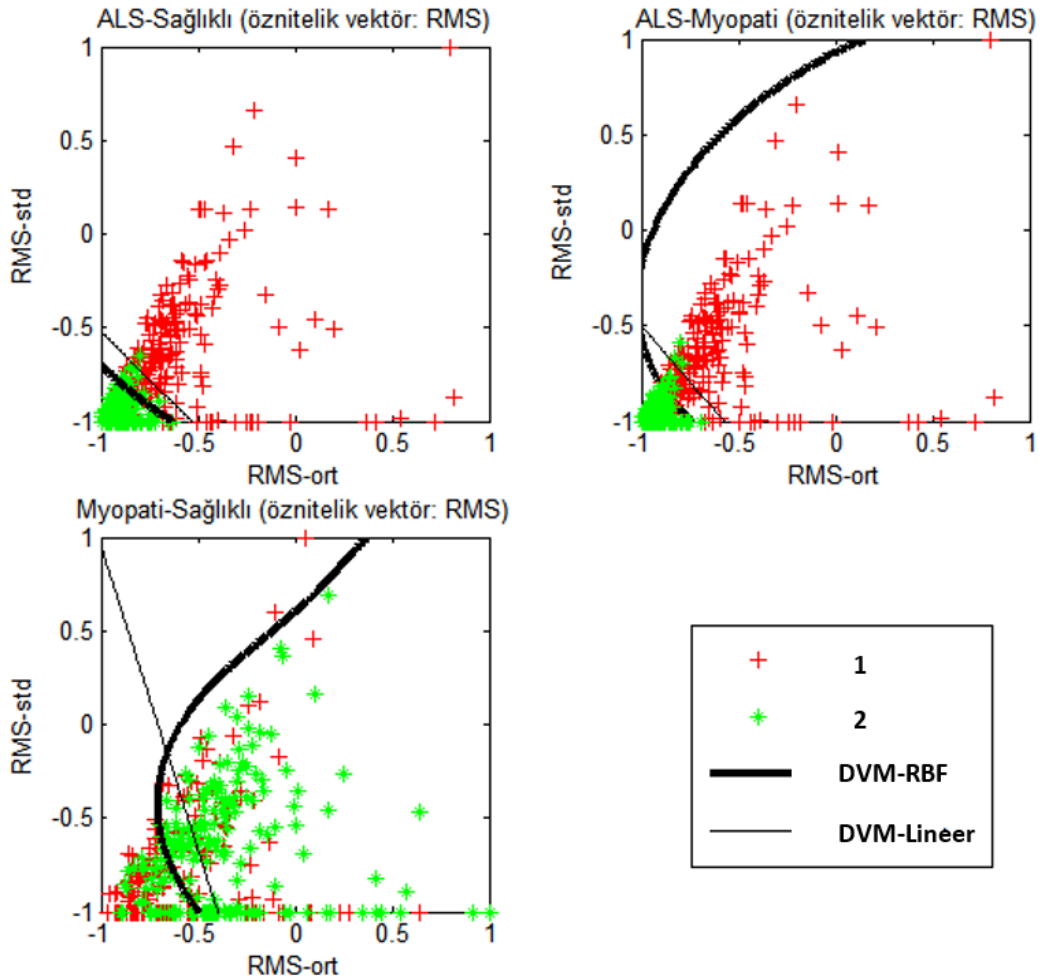 ALS-Sağlıklı (öznitelik vektör: RMS)
1
0.5
0
-0.5
-1
RMS-std
-1 -0.5 0 0.5 1
RMS-ort
ALS-Myopati (öznitelik vektör: RMS)
1
0.5
0
-0.5
-1
RMS-std
-1 -0.5 0 0.5 1
RMS-ort
Myopati-Sağlıklı (öznitelik vektör: RMS)
1
0.5
0
-0.5
-1
RMS-std
-1 -0.5 0 0.5 1
RMS-ort
1
2
DVM-RBF
DVM-Lineer